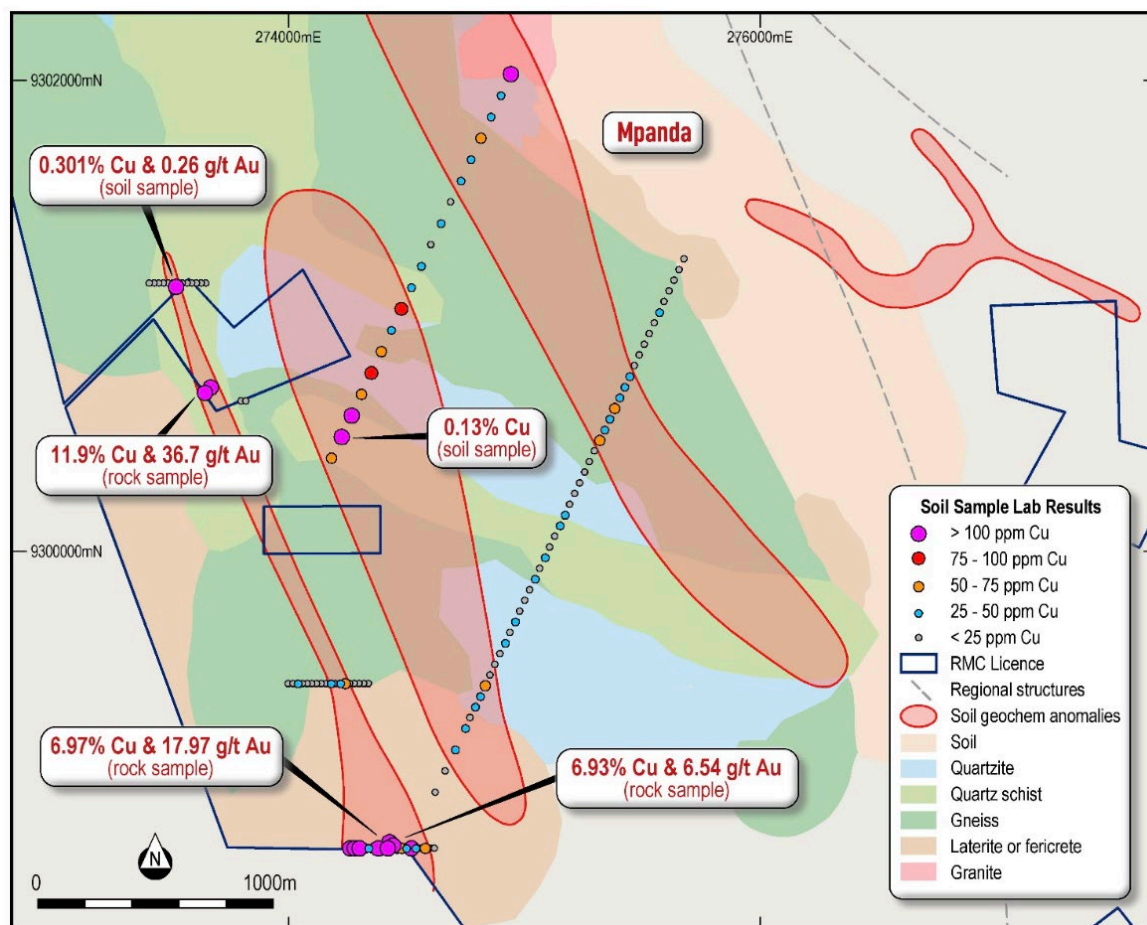 274000mE
276000mE
9302000mN
Mpanda
0.301% Cu & 0.26 g/t Au
(soil sample)
11.9% Cu & 36.7 g/t Au
(rock sample)
0.13% Cu
(soil sample)
9300000mN
6.97% Cu & 17.97 g/t Au
(rock sample)
6.93% Cu & 6.54 g/t Au
(rock sample)
N
0
1000m
Soil Sample Lab Results
> 100 ppm Cu
75 - 100 ppm Cu
50 - 75 ppm Cu
25 - 50 ppm Cu
< 25 ppm Cu
RMC Licence
Regional structures
Soil geochem anomalies
Soil
Quartzite
Quartz schist
Gneiss
Laterite or fericrete
Granite